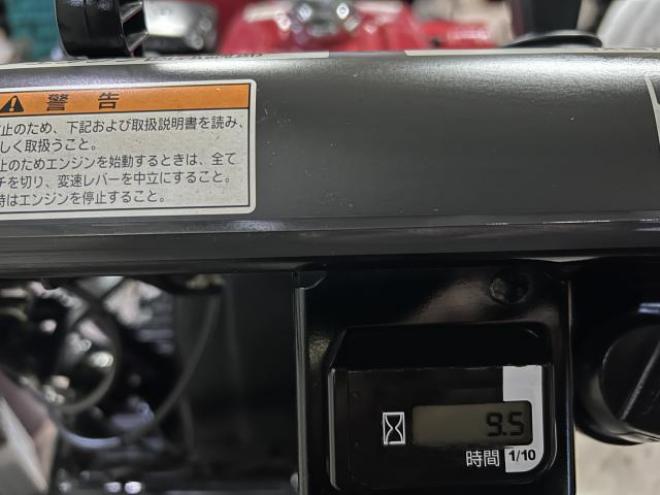 警告
止のため、下記および取扱説明書を読み、
しく取扱うこと。
止のためエンジンを始動するときは、全て
チを切り、変速レバーを中立にすること。
時はエンジンを停止すること。
9.5
時間 1/10